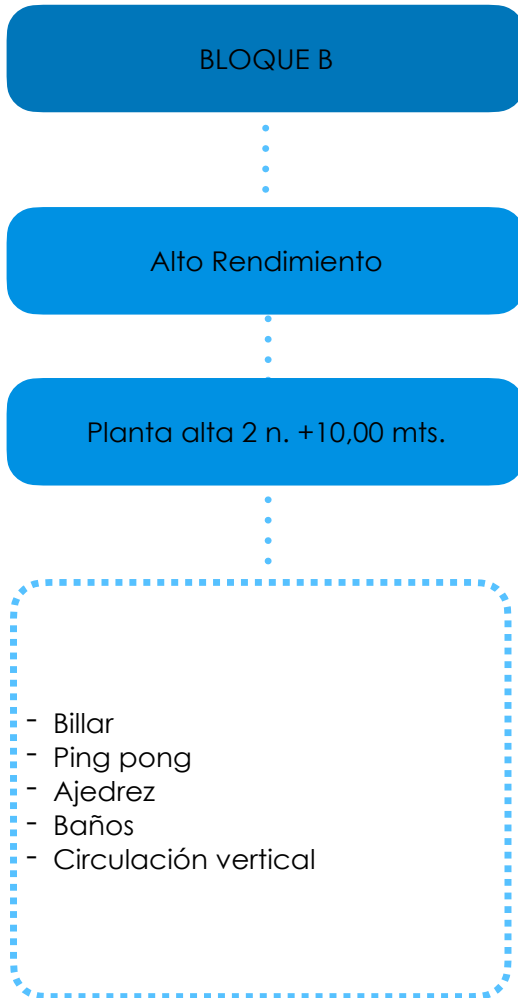 BLOQUE B
Alto Rendimiento
Planta alta 2 n. +10,00 mts.
- Billar
- Ping pong
- Ajedrez
- Baños
- Circulación vertical